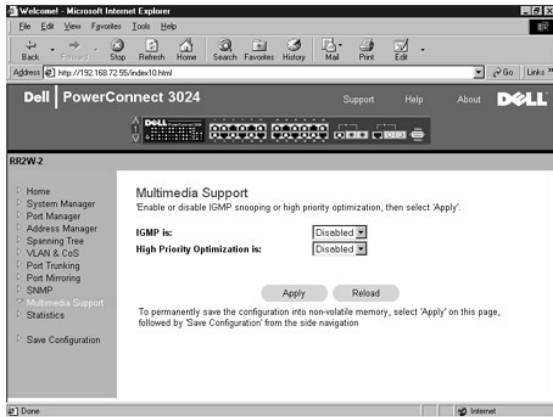 Welcome! - Microsoft Internet Explorer
File Edit View Favorites Tools Help
Back Forward Stop Refresh Home Search Favorites History Mail Print Edit
Address http://192.168.72.55/index10.html Go Links »
Dell | PowerConnect 3024 Support Help About DELL
DELL
RR2W-2
Home
System Manager
Port Manager
Address Manager
Spanning Tree
VLAN & CoS
Port Trunking
Port Mirroring
SNMP
Multimedia Support
Statistics
Save Configuration
Multimedia Support
'Enable or disable IGMP snooping or high priority optimization, then select 'Apply'.
IGMP is: Disabled
High Priority Optimization is: Disabled
Apply Reload
To permanently save the configuration into non-volatile memory, select 'Apply' on this page,
followed by 'Save Configuration' from the side navigation
Done Internet